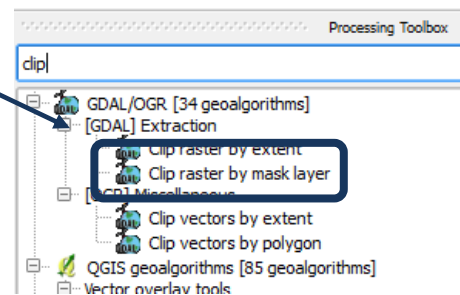 Processing Toolbox
clip
GDAL/OGR [34 geoalgorithms]
[GDAL] Extraction
Clip raster by extent
Clip raster by mask layer
[OGR] Miscellaneous
Clip vectors by extent
Clip vectors by polygon
QGIS geoalgorithms [85 geoalgorithms]
Vector overlay tools